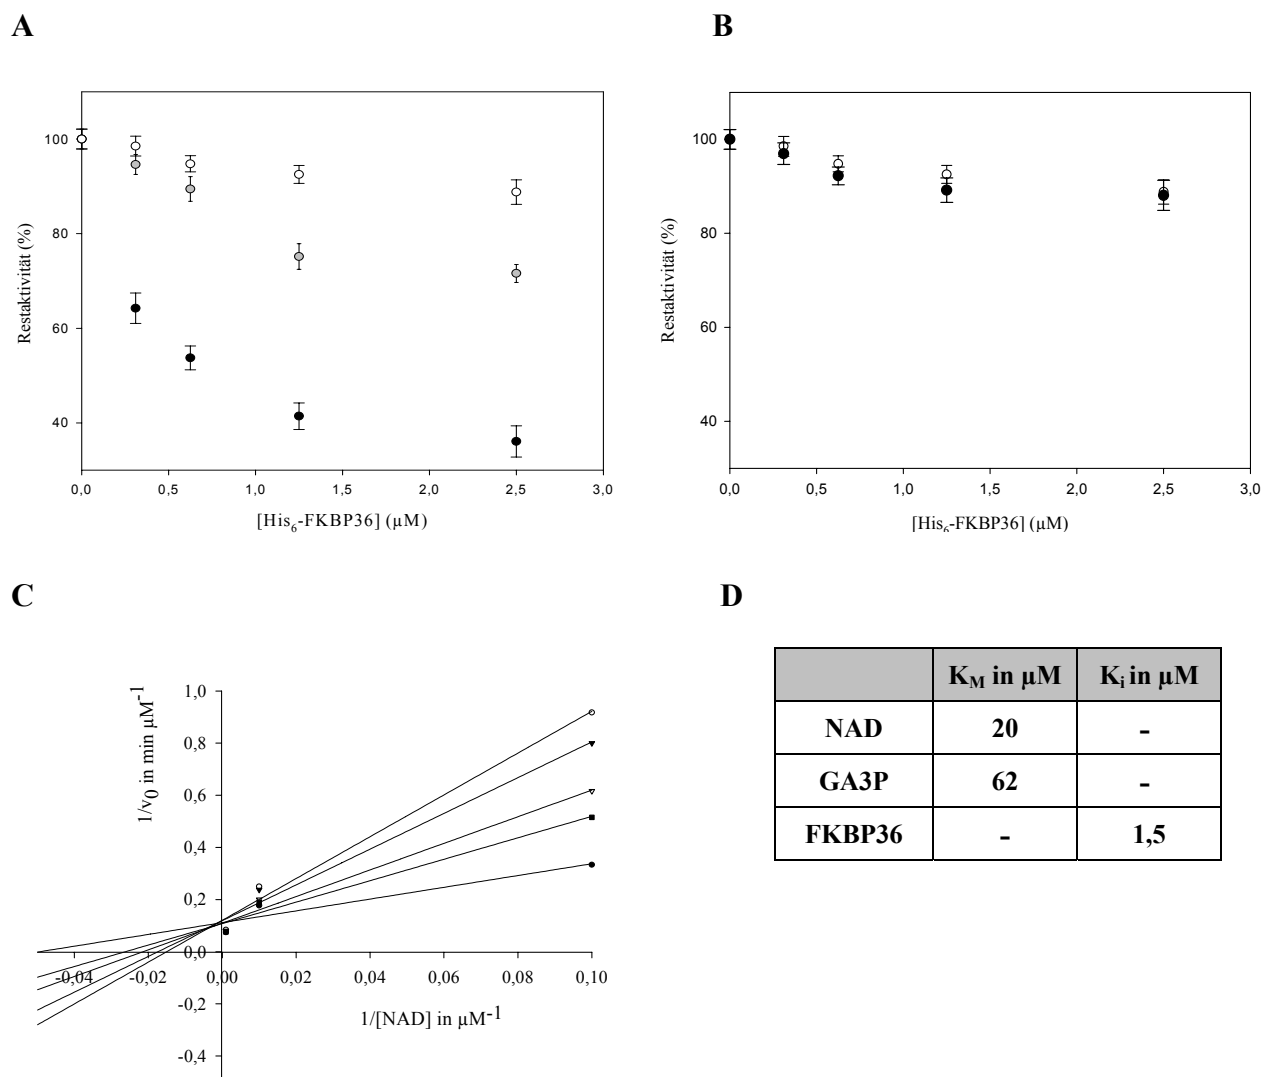 A
B
Restaktivität (%)
100
80
60
40
0,0 0,5 1,0 1,5 2,0 2,5 3,0
[His6-FKBP36] (µM)
Restaktivität (%)
100
80
60
40
0,0 0,5 1,0 1,5 2,0 2,5 3,0
[His6-FKBP36] (µM)
C
D
1/v0 in min µM-1
1,0
0,8
0,6
0,4
0,2
0,0
-0,2
-0,4
-0,04 -0,02 0,00 0,02 0,04 0,06 0,08 0,10
1/[NAD] in µM-1
KM in µM Ki in µM
NAD 20 -
GA3P 62 -
FKBP36 - 1,5